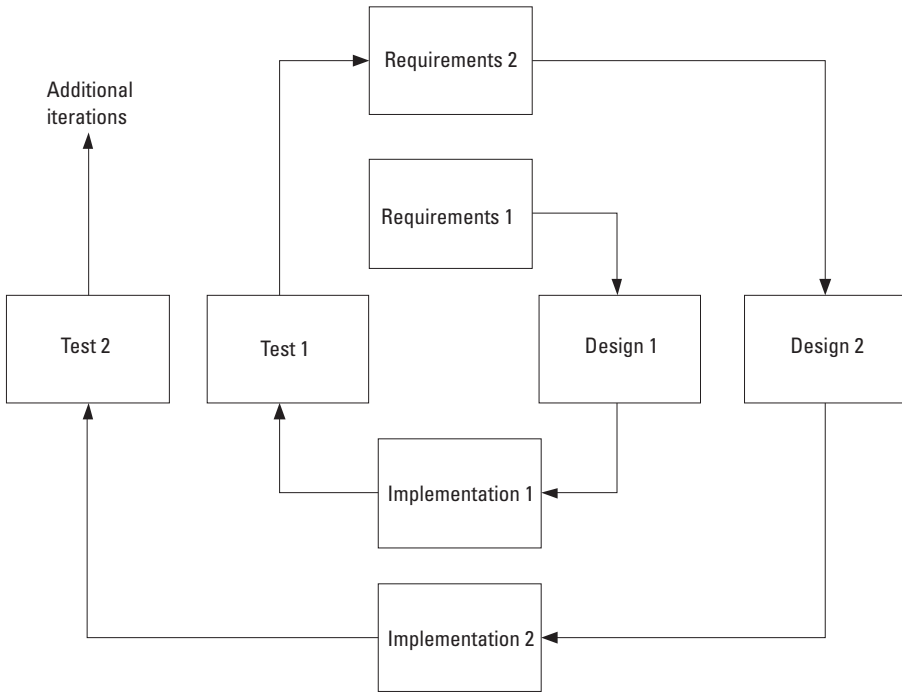 Requirements 2
Additional
iterations
Requirements 1
Test 2
Test 1
Design 1
Design 2
Implementation 1
Implementation 2